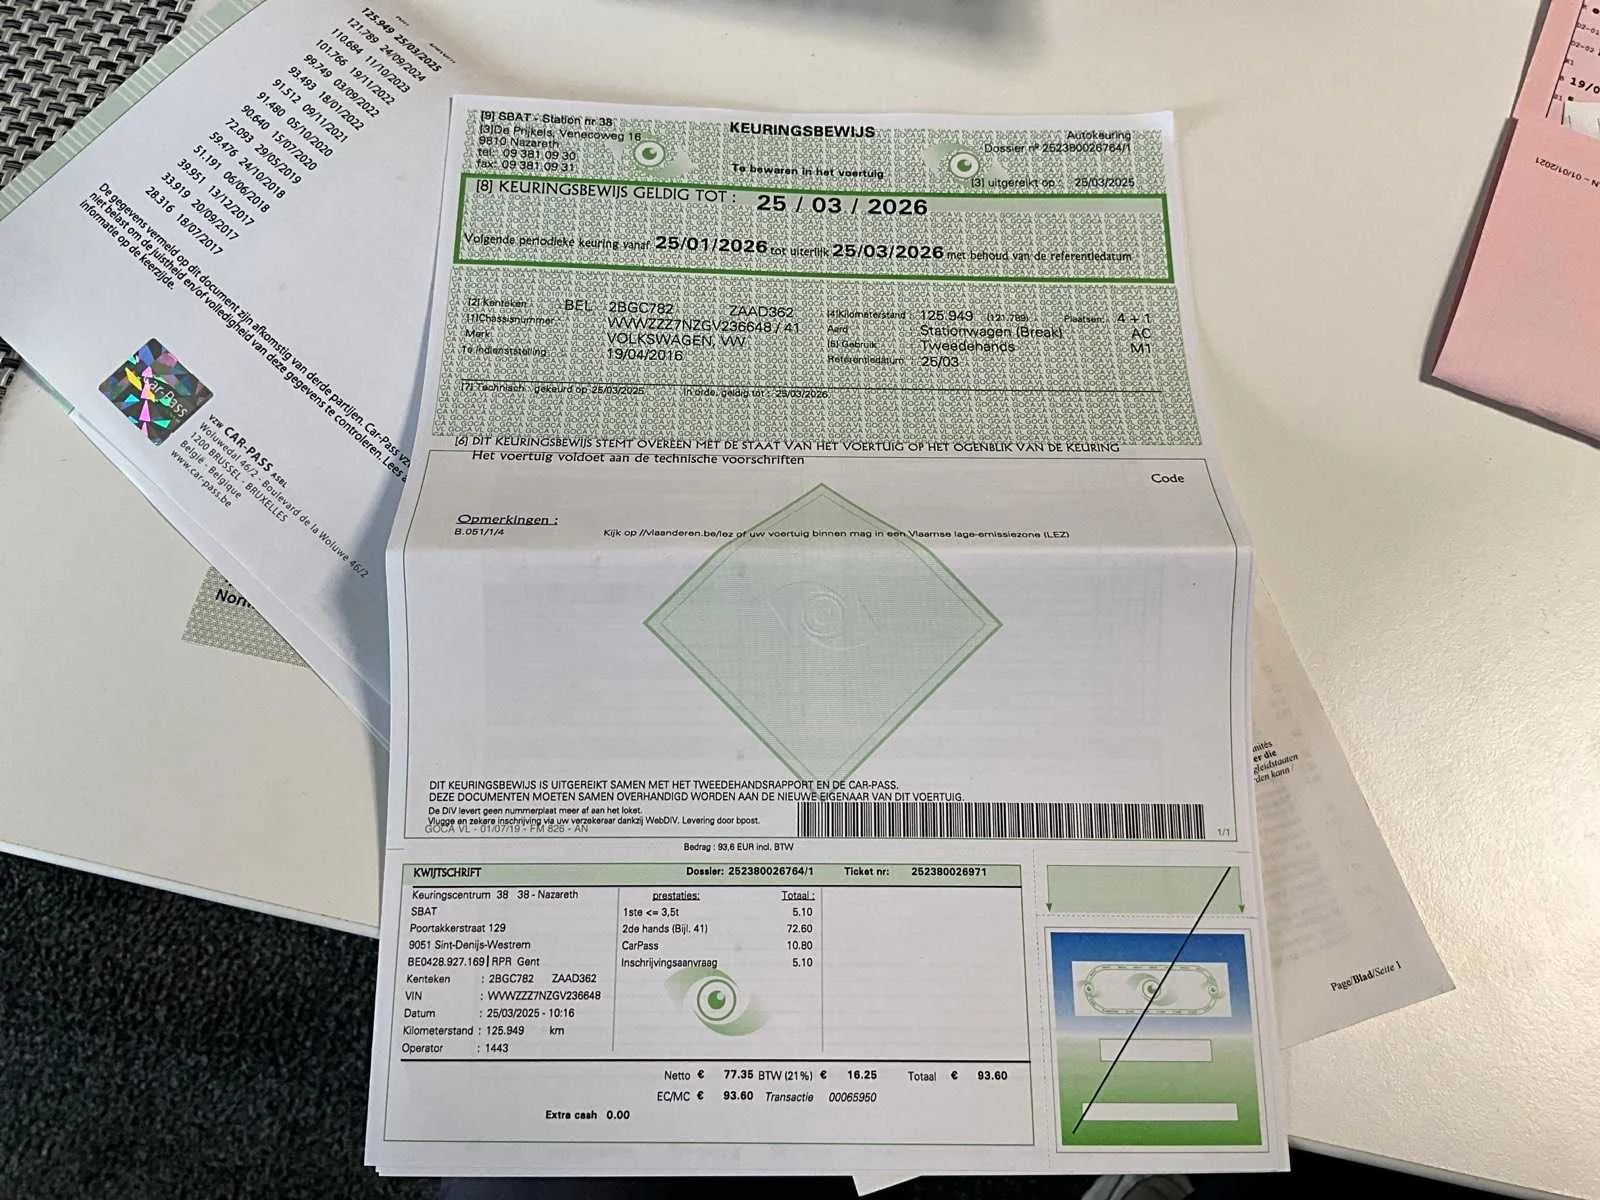 125.949 25/03/2025
121.789 24/09/2024
110.684 11/10/2023
101.766 19/11/2022
99.749 03/09/2022
93.493 18/01/2022
91.512 09/11/2021
91.480 05/10/2020
90.640 15/07/2020
72.093 29/05/2019
59.476 24/10/2018
51.191 06/06/2018
39.951 13/12/2017
33.919 20/09/2017
28.316 18/07/2017
De gegevens vermeld op dit document zijn afkomstig van derde partijen. Car-Pass vzw
niet belast om de juistheid en/of volledigheid van deze gegevens te controleren. Lees
informatie op de keerzijde.
Car-Pass
vzw CAR-PASS ASBL
Woluwedal 46/2 - Boulevard de la Woluwe 46/2
1200 BRUSSEL - BRUXELLES
België - Belgique
www.car-pass.be
[9] SBAT - Station nr 38
[3]De Prijkels, Venecoweg 16
9810 Nazareth
tel: 09 381 09 30
fax: 09 381 09 31
KEURINGSBEWIJS
Te bewaren in het voertuig
Autokeuring
Dossier nº 252380026764/1
[3] uitgereikt op : 25/03/2025
[8] KEURINGSBEWIJS GELDIG TOT : 25 / 03 / 2026
Volgende periodieke keuring vanaf 25/01/2026 tot uiterlijk 25/03/2026 met behoud van de referentiedatum
[2] Kenteken : BEL 2BGC782 ZAAD362
[1]Chassisnummer : WVWZZZ7NZGV236648 / 41
Merk : VOLKSWAGEN, VW
1e indienststelling : 19/04/2016
[4]Kilometerstand : 125.949 (121.789) Plaatsen: 4 + 1
Aard : Stationwagen (Break) AC
[5] Gebruik : Tweedehands M1
Referentiedatum : 25/03
[7] Technisch : gekeurd op 25/03/2025 In orde, geldig tot : 25/03/2026
[6] DIT KEURINGSBEWIJS STEMT OVEREEN MET DE STAAT VAN HET VOERTUIG OP HET OGENBLIK VAN DE KEURING
Het voertuig voldoet aan de technische voorschriften
Code
Opmerkingen :
B.051/1/4 Kijk op //vlaanderen.be/lez of uw voertuig binnen mag in een Vlaamse lage-emissiezone (LEZ)
DIT KEURINGSBEWIJS IS UITGEREIKT SAMEN MET HET TWEEDEHANDSRAPPORT EN DE CAR-PASS.
DEZE DOCUMENTEN MOETEN SAMEN OVERHANDIGD WORDEN AAN DE NIEUWE EIGENAAR VAN DIT VOERTUIG.
De DIV levert geen nummerplaat meer af aan het loket.
Vlugge en zekere inschrijving via uw verzekeraar dankzij WebDIV. Levering door bpost.
GOCA VL - 01/07/19 - FM 826 - AN
1/1
Bedrag : 93,6 EUR incl. BTW
KWIJTSCHRIFT Dossier: 252380026764/1 Ticket nr: 252380026971
Keuringscentrum 38 38 - Nazareth
SBAT
Poortakkerstraat 129
9051 Sint-Denijs-Westrem
BE0428.927.169 RPR Gent
Kenteken : 2BGC782 ZAAD362
VIN : WVWZZZ7NZGV236648
Datum : 25/03/2025 - 10:16
Kilometerstand : 125.949 km
Operator : 1443
prestaties: Totaal :
1ste <= 3,5t 5.10
2de hands (Bijl. 41) 72.60
CarPass 10.80
Inschrijvingsaanvraag 5.10
Netto € 77.35 BTW (21%) € 16.25 Totaal € 93.60
EC/MC € 93.60 Transactie 00065950
Extra cash 0.00
Page/Blad/Seite 1
D2-02
N - 01/01/2021